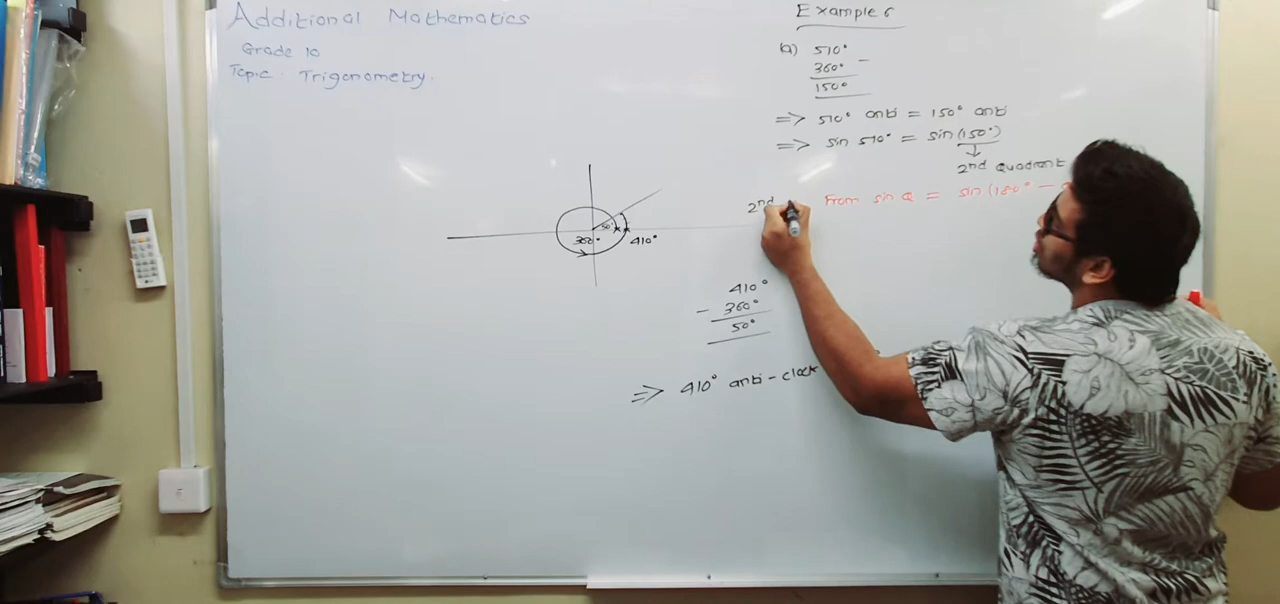 Additional Mathematics
Grade 10
Topic : Trigonometry.
Example 6
(a) 510°
360° −
150°
=> 510° anti = 150° anti
=> sin 510° = sin(150°)
2nd Quadrant
2nd
From sin Q = sin(180° −
50°
360°
410°
410°
− 360°
50°
=> 410° anti-clock